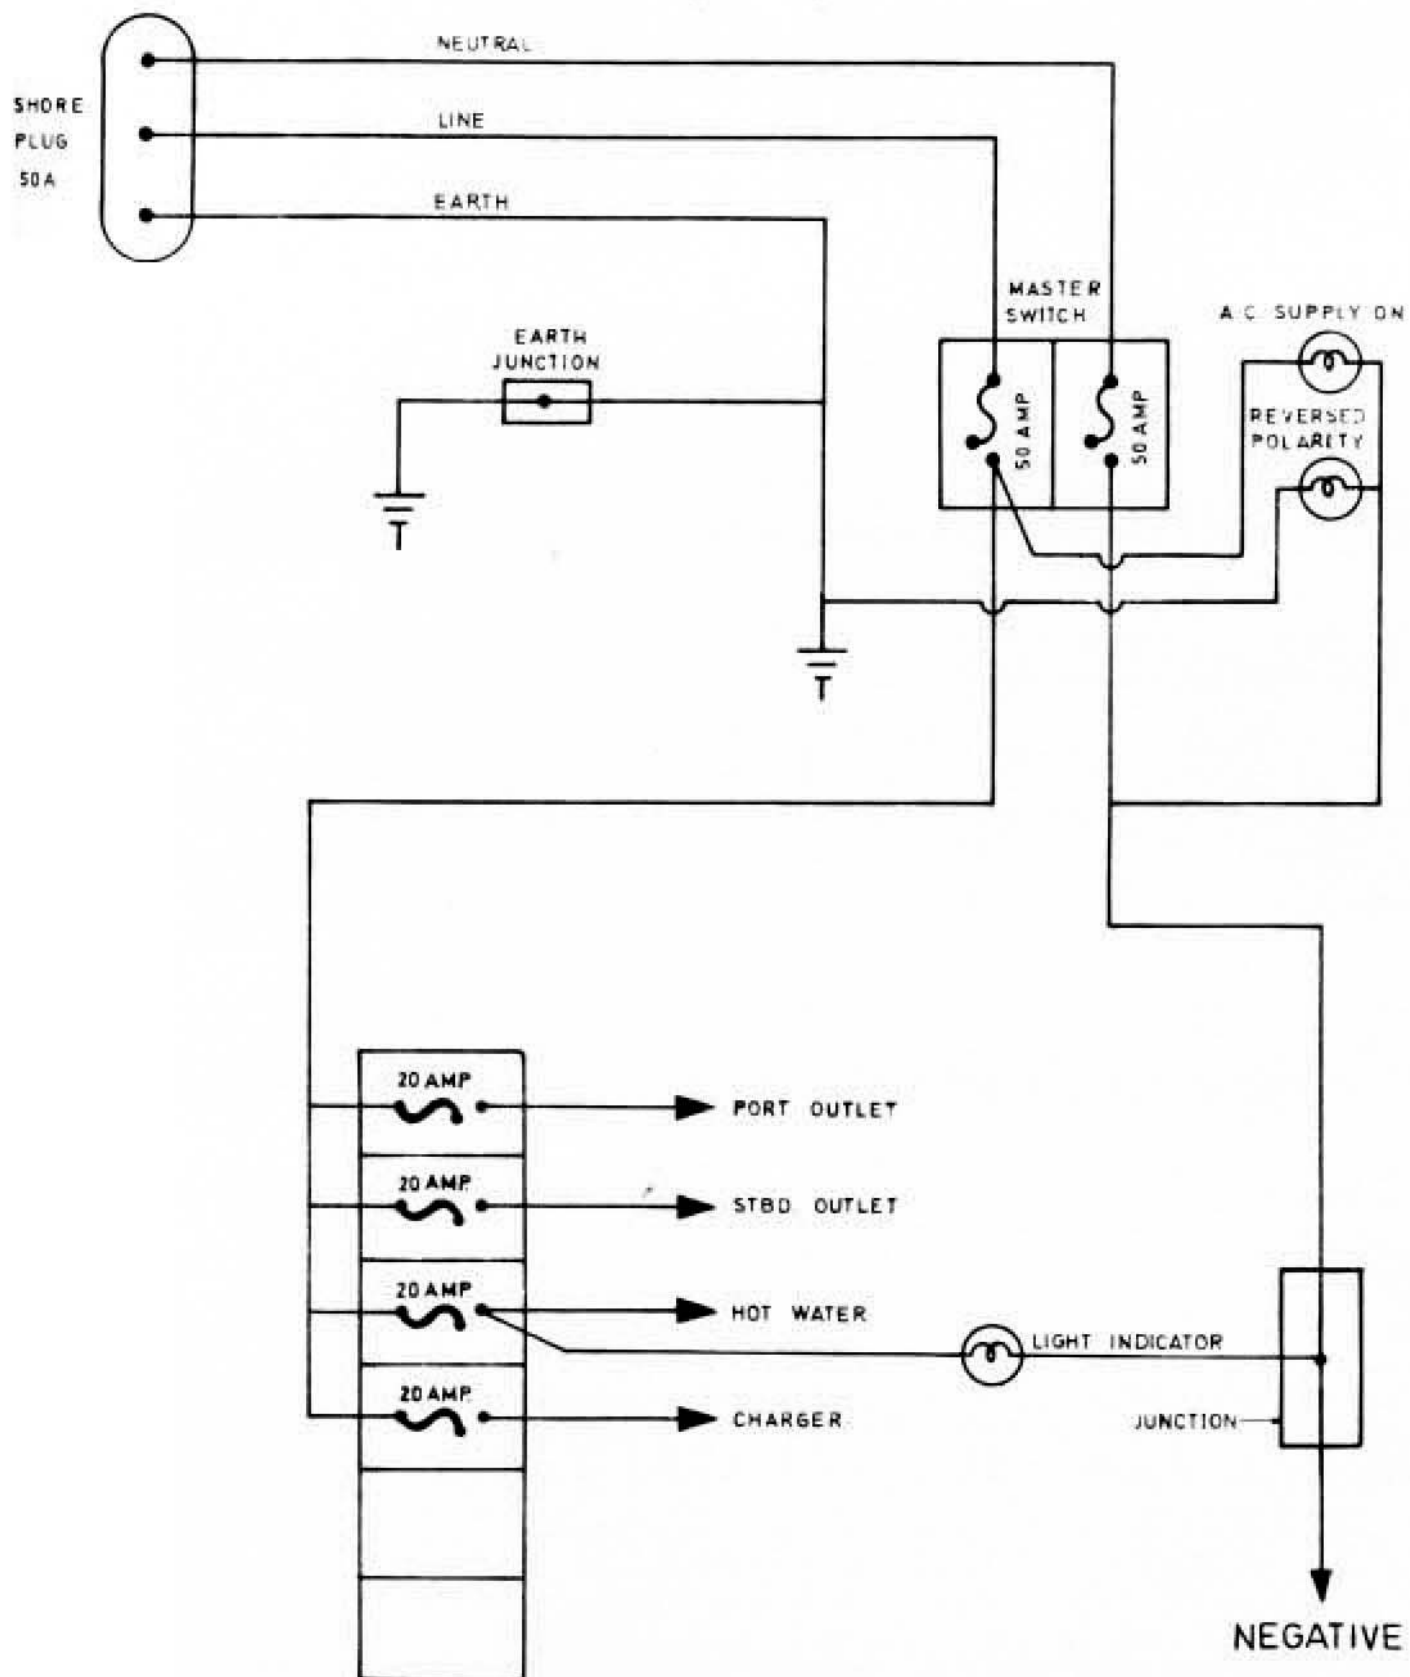 NEUTRAL
SHORE
PLUG
50A
LINE
EARTH
MASTER
SWITCH
A.C SUPPLY ON
EARTH
JUNCTION
50 AMP
50 AMP
REVERSED
POLARITY
20 AMP
PORT OUTLET
20 AMP
STBD OUTLET
20 AMP
HOT WATER
LIGHT INDICATOR
20 AMP
CHARGER
JUNCTION
NEGATIVE